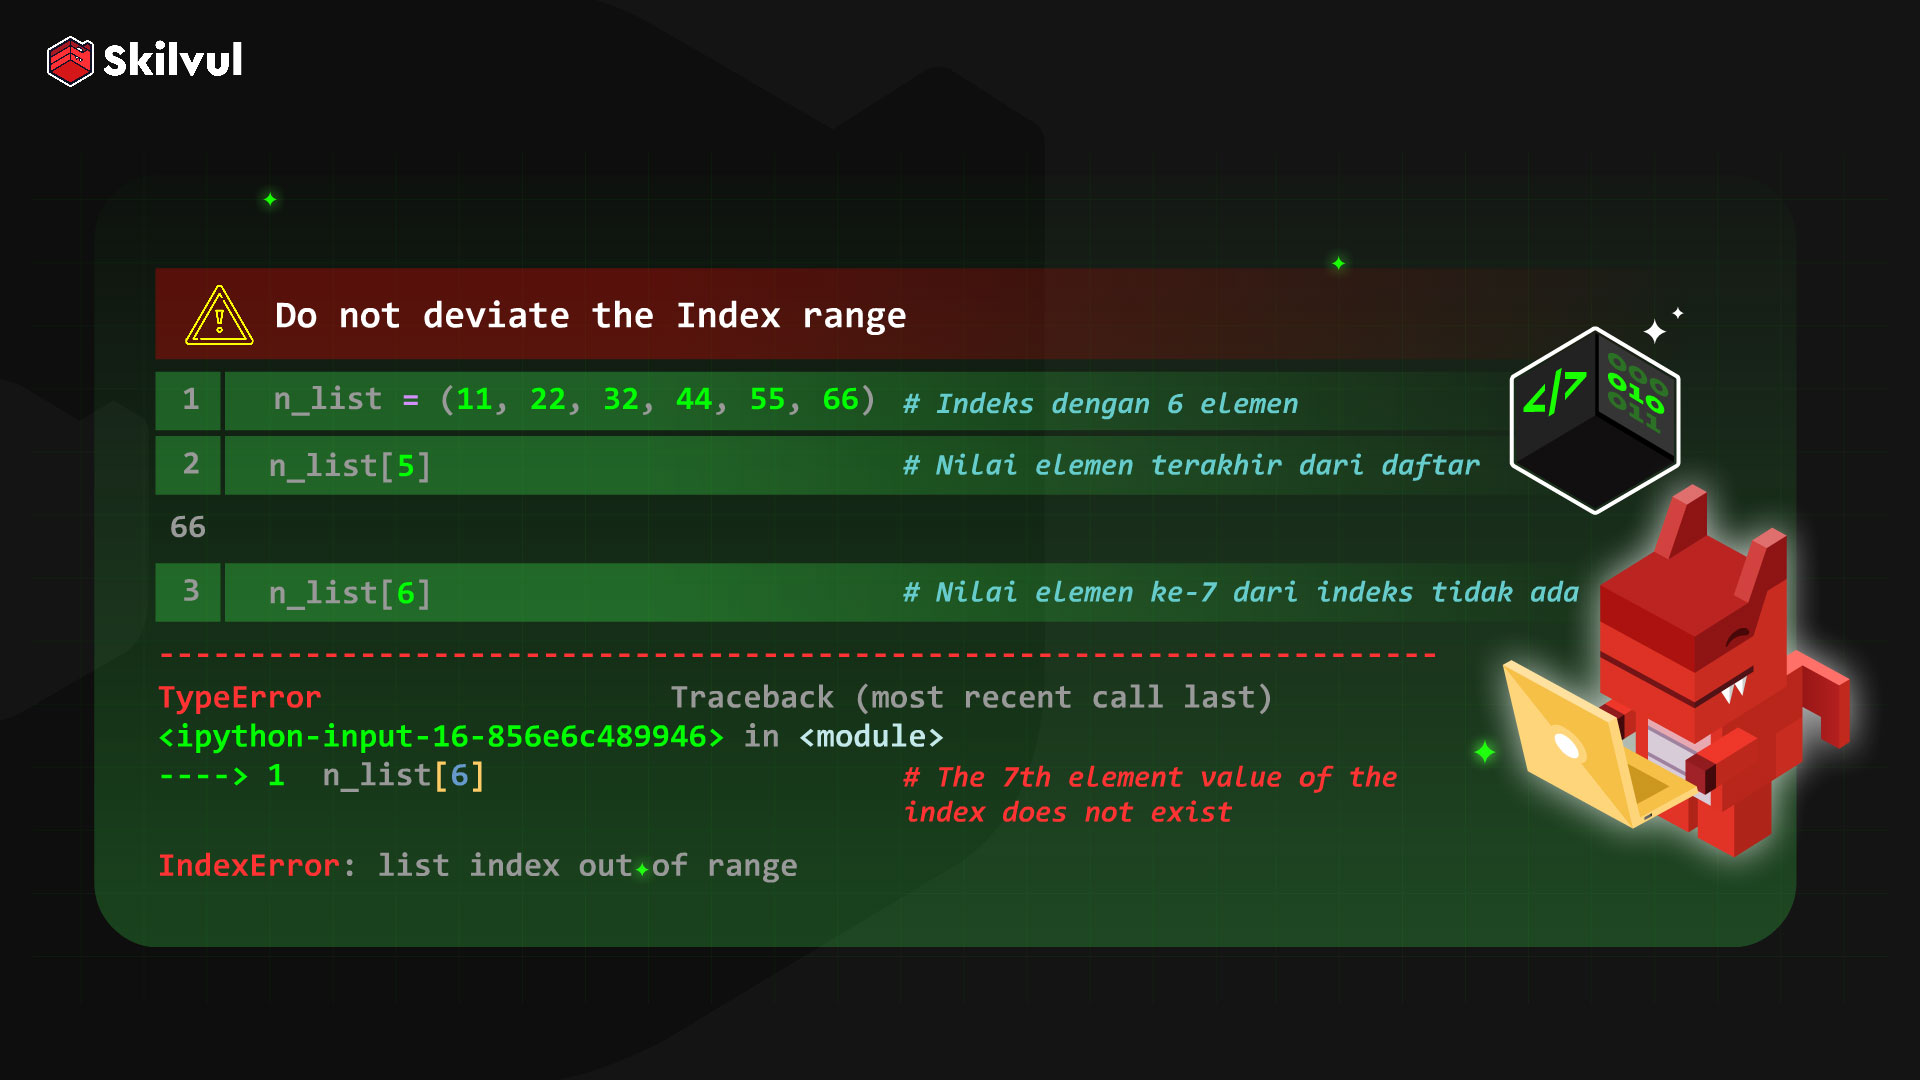 Skilvul
Do not deviate the Index range
1 n_list = (11, 22, 32, 44, 55, 66) # Indeks dengan 6 elemen
2 n_list[5] # Nilai elemen terakhir dari daftar
66
3 n_list[6] # Nilai elemen ke-7 dari indeks tidak ada
--------------------------------------------------------------------------------
TypeError Traceback (most recent call last)
<ipython-input-16-856e6c489946> in <module>
----> 1 n_list[6] # The 7th element value of the
index does not exist
IndexError: list index out of range
</>
000
010
011